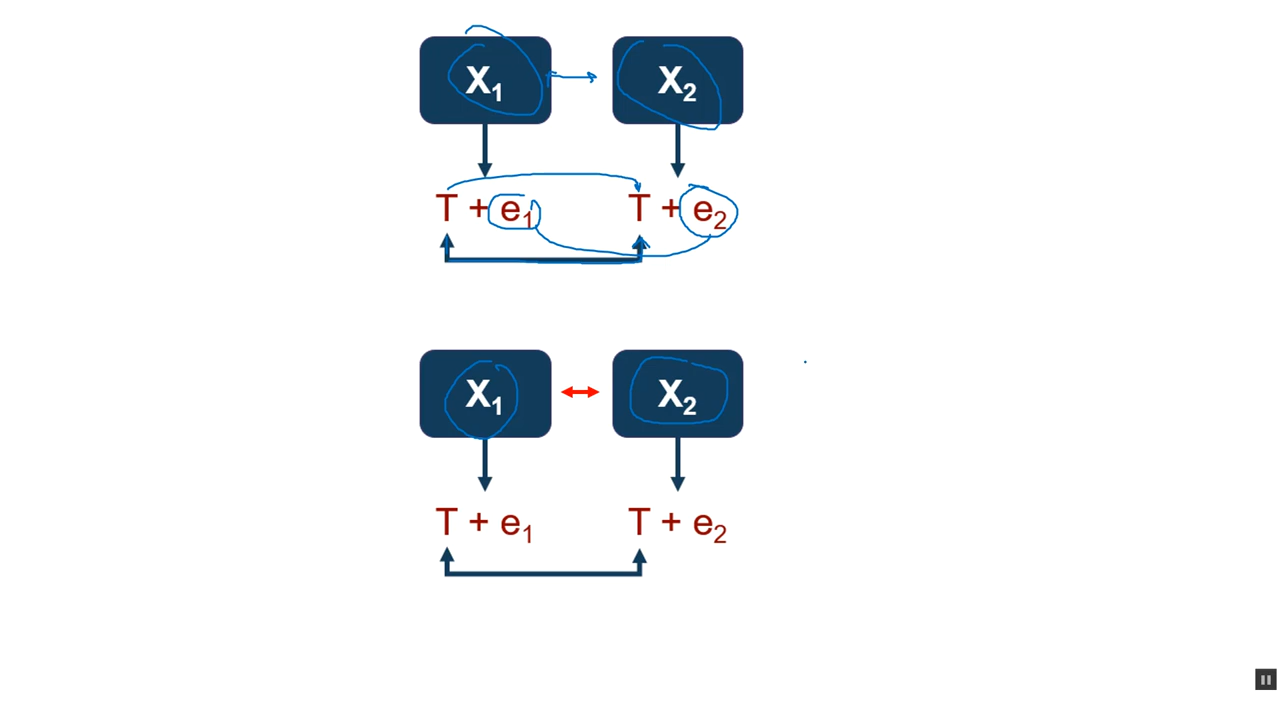 X₁ X₂
T + e₁ T + e₂
X₁ X₂
T + e₁ T + e₂